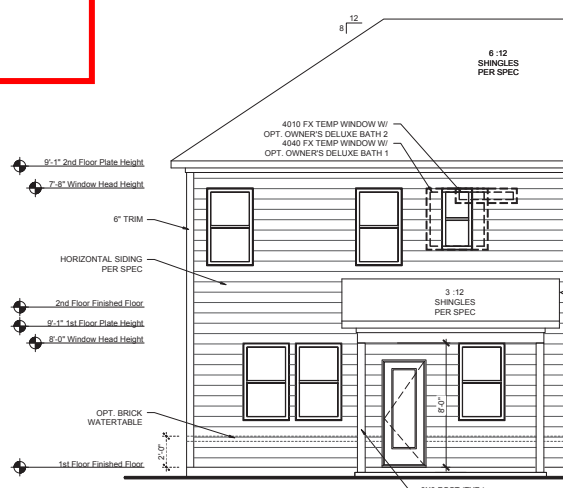 12
8
6 :12
SHINGLES
PER SPEC
4010 FX TEMP WINDOW W/
OPT. OWNER'S DELUXE BATH 2
4040 FX TEMP WINDOW W/
OPT. OWNER'S DELUXE BATH 1
9'-1" 2nd Floor Plate Height
7'-8" Window Head Height
6" TRIM
HORIZONTAL SIDING
PER SPEC
3 :12
SHINGLES
PER SPEC
2nd Floor Finished Floor
9'-1" 1st Floor Plate Height
8'-0" Window Head Height
8'-0"
OPT. BRICK
WATERTABLE
2'-0"
1st Floor Finished Floor